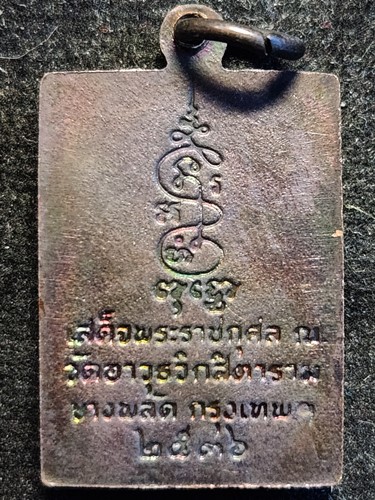 เสด็จพระราชกุศล ณ
วัดอาวุธวิกสิตาราม
บางพลัด กรุงเทพฯ
๒๕๓๖